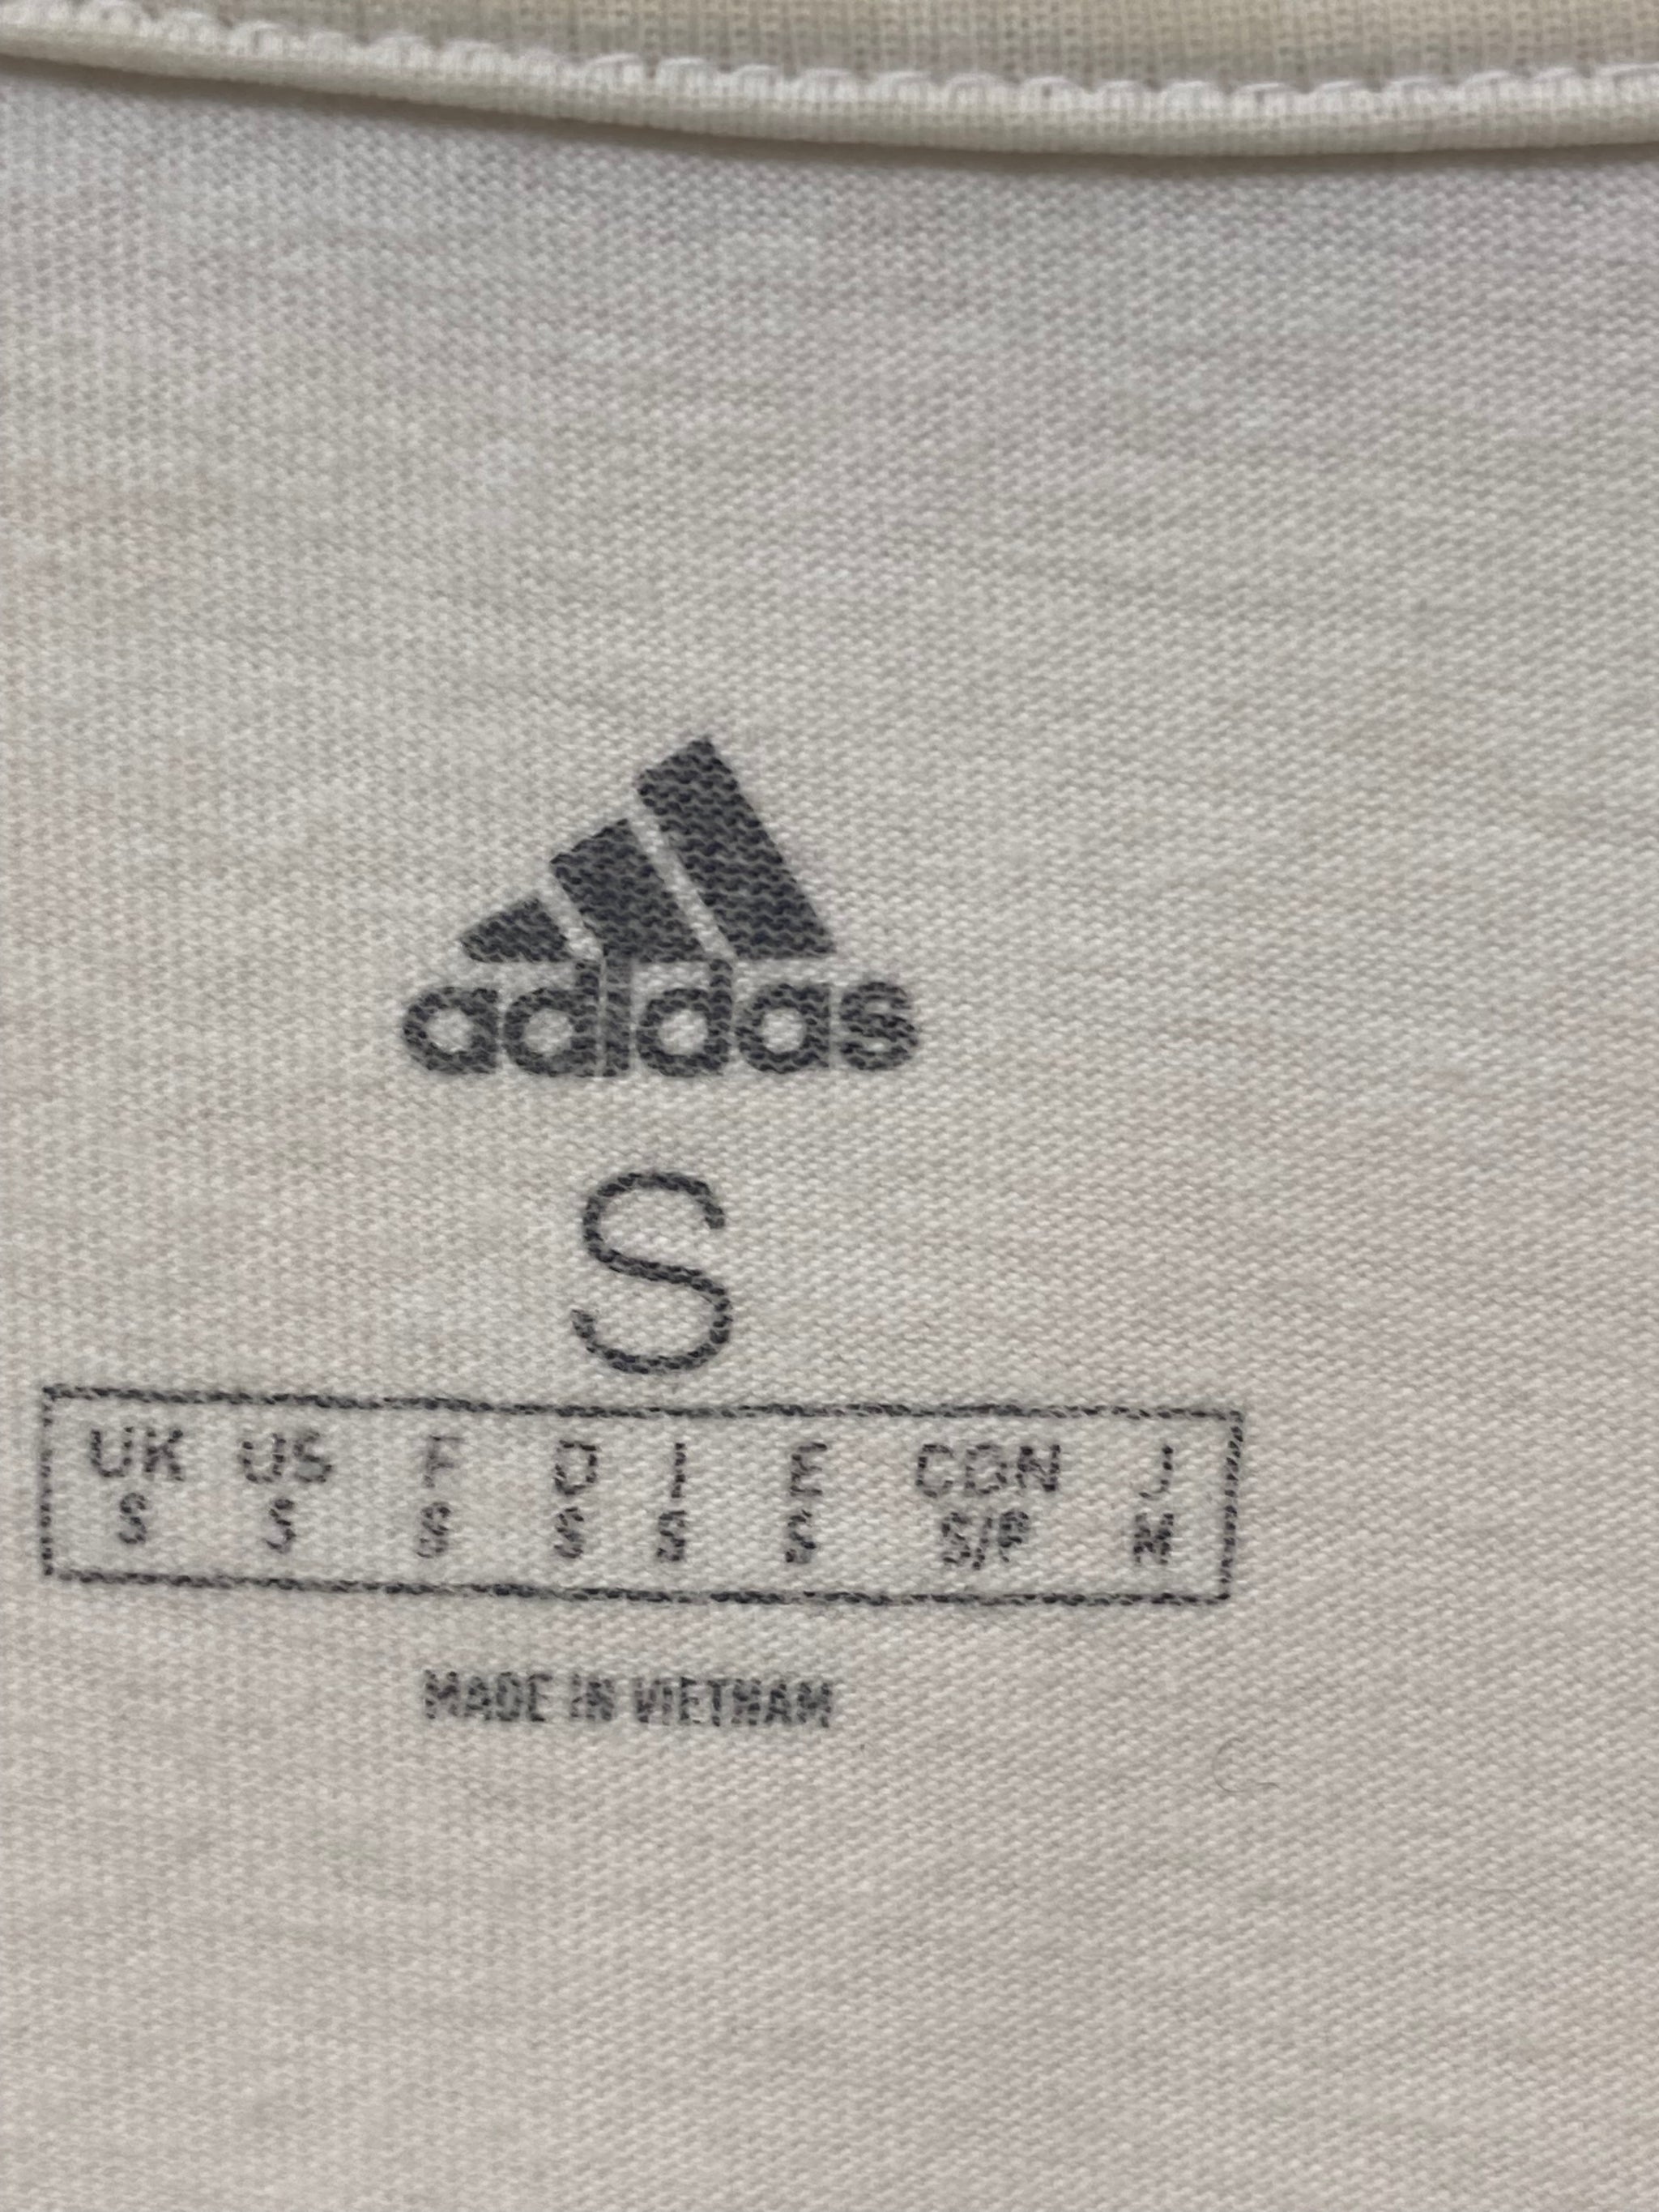 adidas
S
UK US F D I E CDN J
S S S S S S S/P M
MADE IN VIETNAM